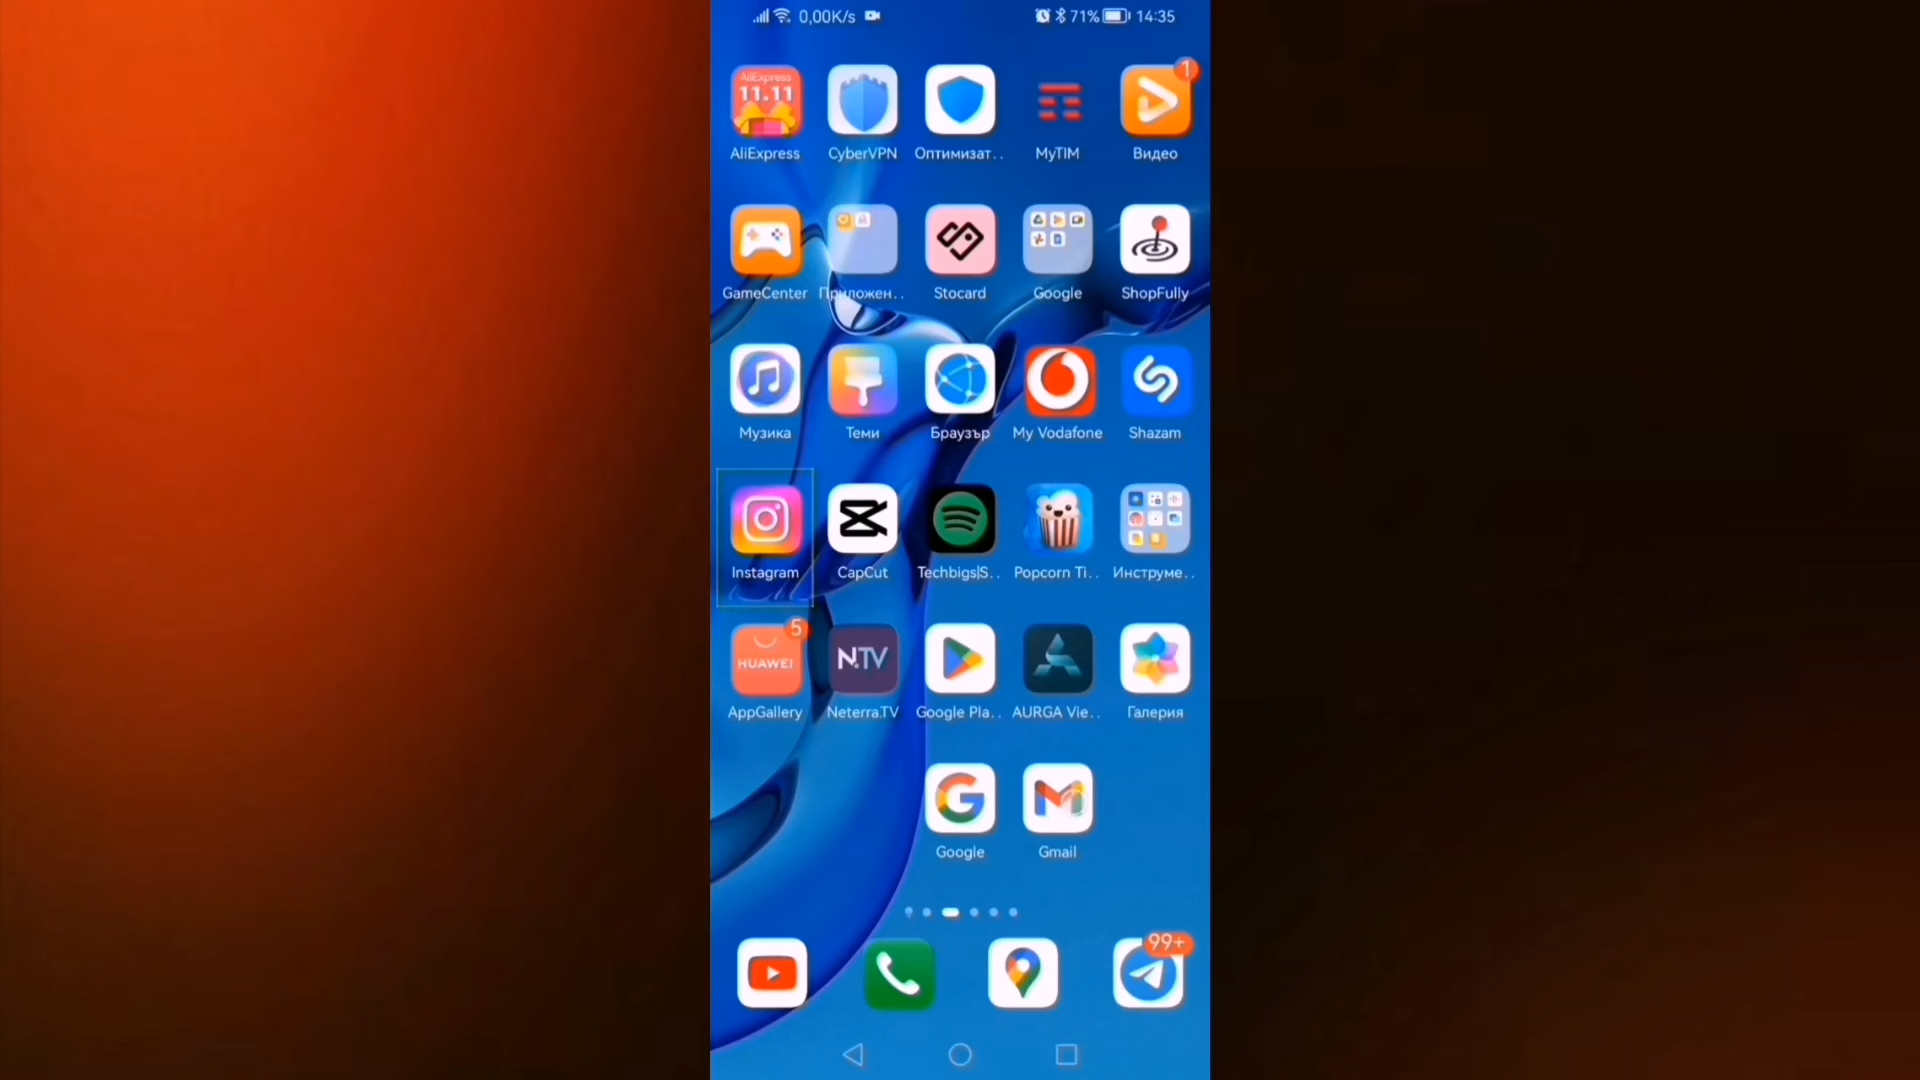 0,00K/s 71% 14:35
AliExpress
11.11
1
AliExpress CyberVPN Оптимизат.. MyTIM Видео
GameCenter Приложен.. Stocard Google ShopFully
Музика Теми Браузър My Vodafone Shazam
Instagram CapCut Techbigs|S.. Popcorn Ti.. Инструме..
5
HUAWEI N.TV
AppGallery Neterra.TV Google Pla.. AURGA Vie.. Галерия
Google Gmail
99+